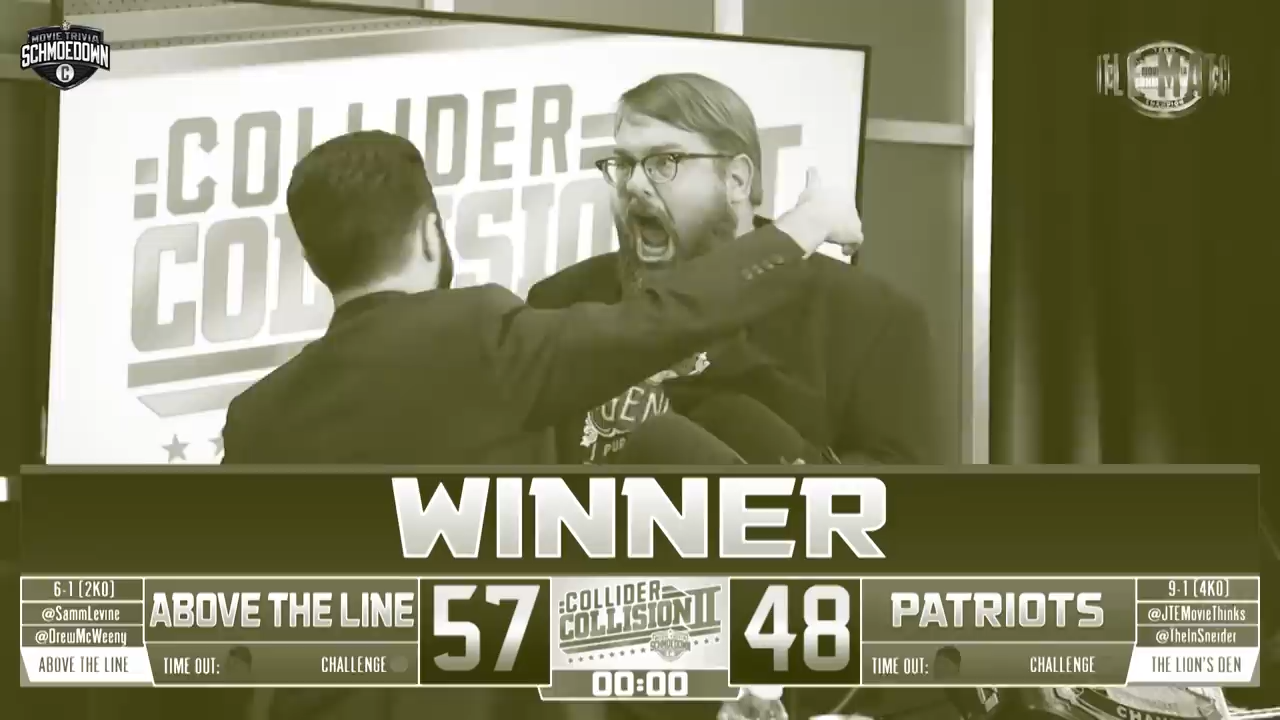 MOVIE TRIVIA
SCHMOEDOWN
C
:COLLIDER
WINNER
6-1 (2KO)
@SammLevine
@DrewMcWeeny
ABOVE THE LINE
ABOVE THE LINE
TIME OUT:
CHALLENGE
57
:COLLIDER
COLLISION II
SCHMOEDOWN
00:00
48
PATRIOTS
TIME OUT:
CHALLENGE
9-1 (4KO)
@JTEMovieThinks
@TheInSneider
THE LION'S DEN